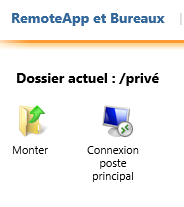 RemoteApp et Bureaux
Dossier actuel : /privé
Monter
Connexion
poste
principal